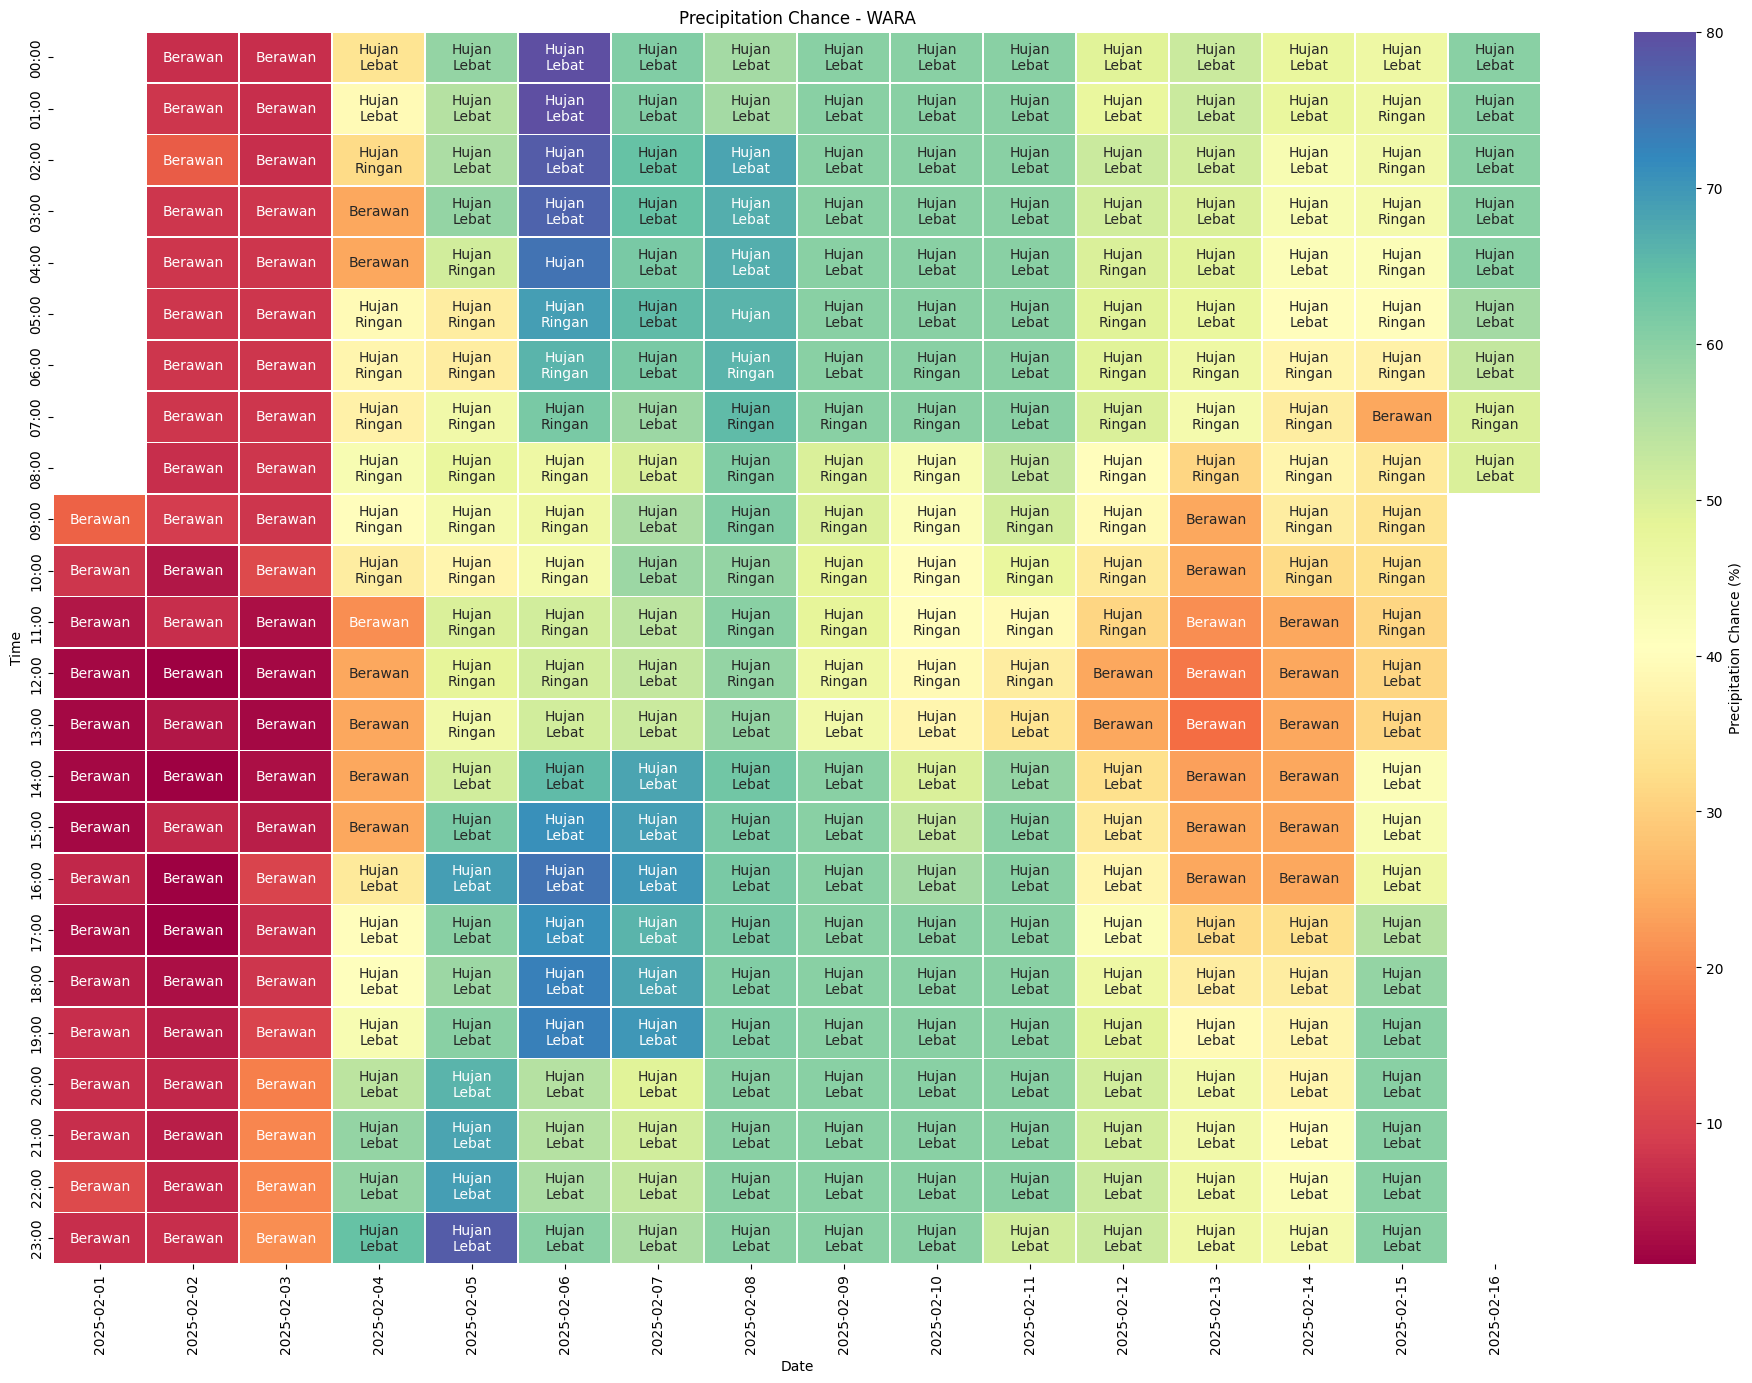 Precipitation Chance - WARA
Time
00:00 Berawan Berawan Hujan Lebat Hujan Lebat Hujan Lebat Hujan Lebat Hujan Lebat Hujan Lebat Hujan Lebat Hujan Lebat Hujan Lebat Hujan Lebat Hujan Lebat Hujan Lebat Hujan Lebat
01:00 Berawan Berawan Hujan Lebat Hujan Lebat Hujan Lebat Hujan Lebat Hujan Lebat Hujan Lebat Hujan Lebat Hujan Lebat Hujan Lebat Hujan Lebat Hujan Lebat Hujan Ringan Hujan Lebat
02:00 Berawan Berawan Hujan Ringan Hujan Lebat Hujan Lebat Hujan Lebat Hujan Lebat Hujan Lebat Hujan Lebat Hujan Lebat Hujan Lebat Hujan Lebat Hujan Lebat Hujan Ringan Hujan Lebat
03:00 Berawan Berawan Berawan Hujan Lebat Hujan Lebat Hujan Lebat Hujan Lebat Hujan Lebat Hujan Lebat Hujan Lebat Hujan Lebat Hujan Lebat Hujan Lebat Hujan Ringan Hujan Lebat
04:00 Berawan Berawan Berawan Hujan Ringan Hujan Hujan Lebat Hujan Lebat Hujan Lebat Hujan Lebat Hujan Lebat Hujan Ringan Hujan Lebat Hujan Lebat Hujan Ringan Hujan Lebat
05:00 Berawan Berawan Hujan Ringan Hujan Ringan Hujan Ringan Hujan Lebat Hujan Hujan Lebat Hujan Lebat Hujan Lebat Hujan Ringan Hujan Lebat Hujan Lebat Hujan Ringan Hujan Lebat
06:00 Berawan Berawan Hujan Ringan Hujan Ringan Hujan Ringan Hujan Lebat Hujan Ringan Hujan Lebat Hujan Ringan Hujan Lebat Hujan Ringan Hujan Ringan Hujan Ringan Hujan Ringan Hujan Lebat
07:00 Berawan Berawan Hujan Ringan Hujan Ringan Hujan Ringan Hujan Lebat Hujan Ringan Hujan Ringan Hujan Ringan Hujan Lebat Hujan Ringan Hujan Ringan Hujan Ringan Berawan Hujan Ringan
08:00 Berawan Berawan Hujan Ringan Hujan Ringan Hujan Ringan Hujan Lebat Hujan Ringan Hujan Ringan Hujan Ringan Hujan Lebat Hujan Ringan Hujan Ringan Hujan Ringan Hujan Ringan Hujan Lebat
09:00 Berawan Berawan Berawan Hujan Ringan Hujan Ringan Hujan Ringan Hujan Lebat Hujan Ringan Hujan Ringan Hujan Ringan Hujan Ringan Hujan Ringan Berawan Hujan Ringan Hujan Ringan
10:00 Berawan Berawan Berawan Hujan Ringan Hujan Ringan Hujan Ringan Hujan Lebat Hujan Ringan Hujan Ringan Hujan Ringan Hujan Ringan Hujan Ringan Berawan Hujan Ringan Hujan Ringan
11:00 Berawan Berawan Berawan Berawan Hujan Ringan Hujan Ringan Hujan Lebat Hujan Ringan Hujan Ringan Hujan Ringan Hujan Ringan Hujan Ringan Berawan Berawan Hujan Ringan
12:00 Berawan Berawan Berawan Berawan Hujan Ringan Hujan Ringan Hujan Lebat Hujan Ringan Hujan Ringan Hujan Ringan Hujan Ringan Berawan Berawan Berawan Hujan Lebat
13:00 Berawan Berawan Berawan Berawan Hujan Ringan Hujan Lebat Hujan Lebat Hujan Lebat Hujan Lebat Hujan Lebat Hujan Lebat Berawan Berawan Berawan Hujan Lebat
14:00 Berawan Berawan Berawan Berawan Hujan Lebat Hujan Lebat Hujan Lebat Hujan Lebat Hujan Lebat Hujan Lebat Hujan Lebat Hujan Lebat Berawan Berawan Hujan Lebat
15:00 Berawan Berawan Berawan Berawan Hujan Lebat Hujan Lebat Hujan Lebat Hujan Lebat Hujan Lebat Hujan Lebat Hujan Lebat Hujan Lebat Berawan Berawan Hujan Lebat
16:00 Berawan Berawan Berawan Hujan Lebat Hujan Lebat Hujan Lebat Hujan Lebat Hujan Lebat Hujan Lebat Hujan Lebat Hujan Lebat Hujan Lebat Berawan Berawan Hujan Lebat
17:00 Berawan Berawan Berawan Hujan Lebat Hujan Lebat Hujan Lebat Hujan Lebat Hujan Lebat Hujan Lebat Hujan Lebat Hujan Lebat Hujan Lebat Hujan Lebat Hujan Lebat Hujan Lebat
18:00 Berawan Berawan Berawan Hujan Lebat Hujan Lebat Hujan Lebat Hujan Lebat Hujan Lebat Hujan Lebat Hujan Lebat Hujan Lebat Hujan Lebat Hujan Lebat Hujan Lebat Hujan Lebat
19:00 Berawan Berawan Berawan Hujan Lebat Hujan Lebat Hujan Lebat Hujan Lebat Hujan Lebat Hujan Lebat Hujan Lebat Hujan Lebat Hujan Lebat Hujan Lebat Hujan Lebat Hujan Lebat
20:00 Berawan Berawan Berawan Hujan Lebat Hujan Lebat Hujan Lebat Hujan Lebat Hujan Lebat Hujan Lebat Hujan Lebat Hujan Lebat Hujan Lebat Hujan Lebat Hujan Lebat Hujan Lebat
21:00 Berawan Berawan Berawan Hujan Lebat Hujan Lebat Hujan Lebat Hujan Lebat Hujan Lebat Hujan Lebat Hujan Lebat Hujan Lebat Hujan Lebat Hujan Lebat Hujan Lebat Hujan Lebat
22:00 Berawan Berawan Berawan Hujan Lebat Hujan Lebat Hujan Lebat Hujan Lebat Hujan Lebat Hujan Lebat Hujan Lebat Hujan Lebat Hujan Lebat Hujan Lebat Hujan Lebat Hujan Lebat
23:00 Berawan Berawan Berawan Hujan Lebat Hujan Lebat Hujan Lebat Hujan Lebat Hujan Lebat Hujan Lebat Hujan Lebat Hujan Lebat Hujan Lebat Hujan Lebat Hujan Lebat Hujan Lebat
2025-02-01 2025-02-02 2025-02-03 2025-02-04 2025-02-05 2025-02-06 2025-02-07 2025-02-08 2025-02-09 2025-02-10 2025-02-11 2025-02-12 2025-02-13 2025-02-14 2025-02-15 2025-02-16
Date
80
70
60
50
40
30
20
10
Precipitation Chance (%)